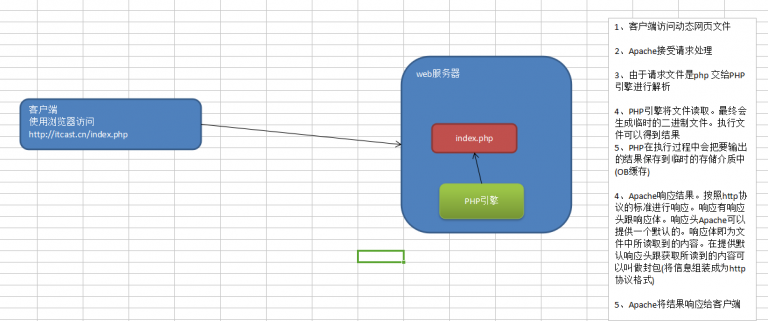 客户端
使用浏览器访问
http://itcast.cn/index.php
web服务器
index.php
PHP引擎
1、客户端访问动态网页文件
2、Apache接受请求处理
3、由于请求文件是php 交给PHP
引擎进行解析
4、PHP引擎将文件读取。最终会
生成临时的二进制文件。执行文
件可以得到结果
5、PHP在执行过程中会把要输出
的结果保存到临时的存储介质中
(OB缓存)
4、Apache响应结果。按照http协
议的标准进行响应。响应有响应
头跟响应体。响应头Apache可以
提供一个默认的。响应体即为文
件中所读取到的内容。在提供默
认响应头跟获取所读到的内容可
以叫做封包(将信息组装成为http
协议格式)
5、Apache将结果响应给客户端